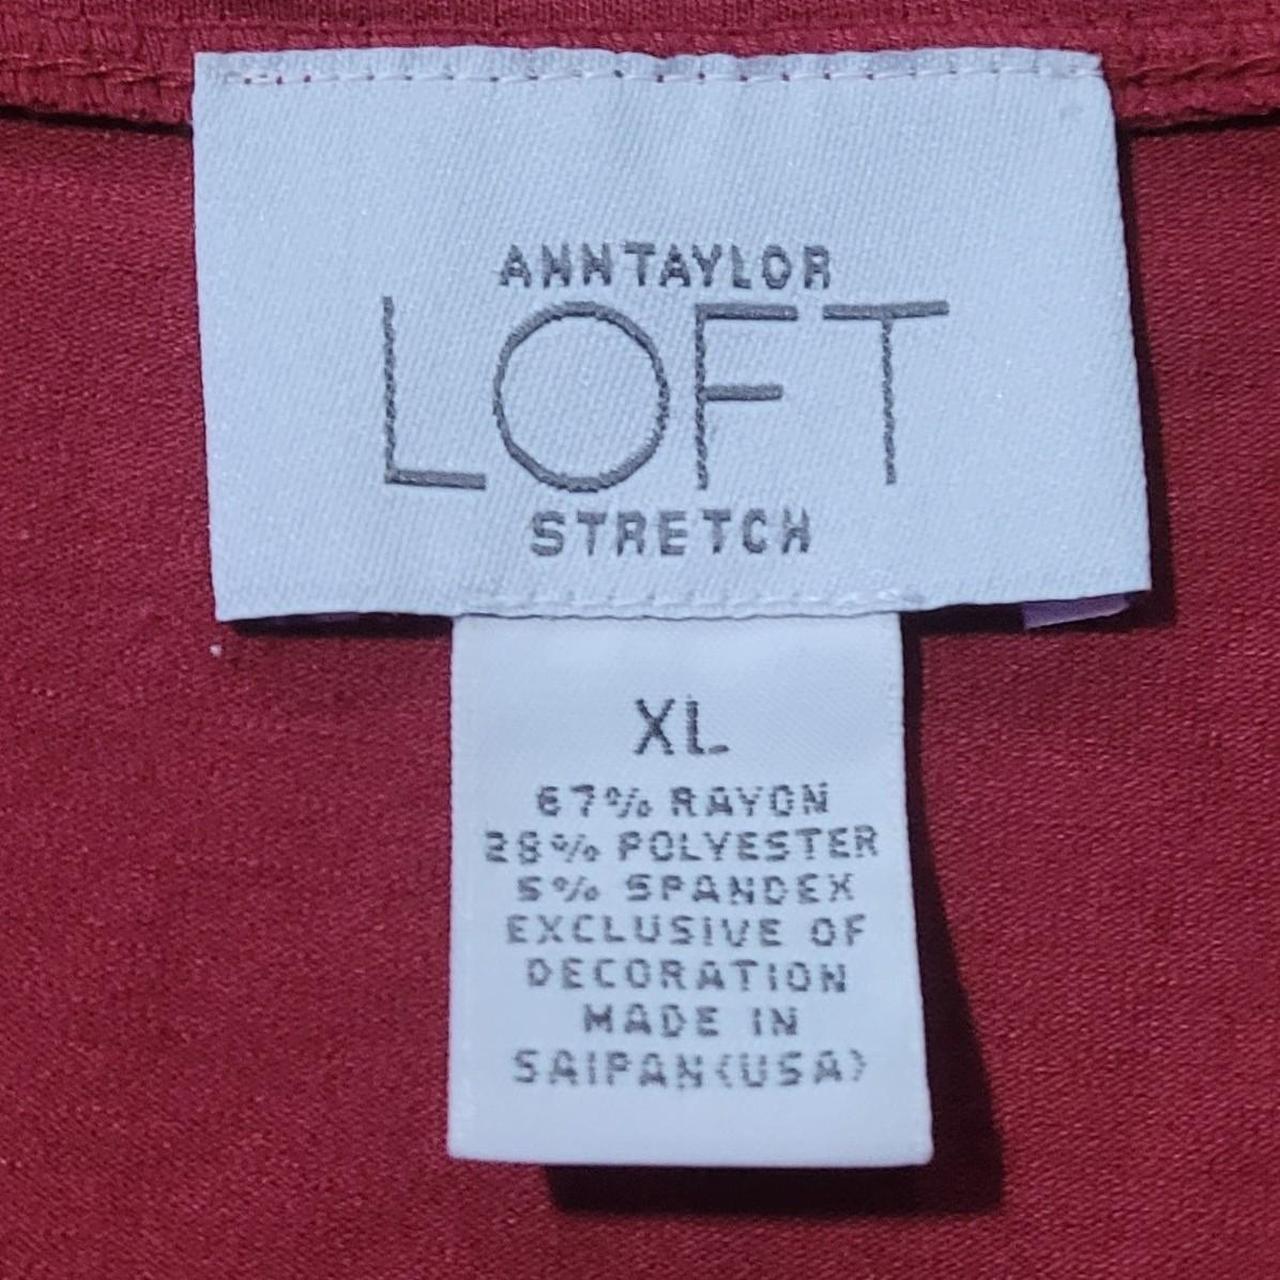 ANNTAYLOR
LOFT
STRETCH
XL
67% RAYON
28% POLYESTER
5% SPANDEX
EXCLUSIVE OF
DECORATION
MADE IN
SAIPAN(USA)